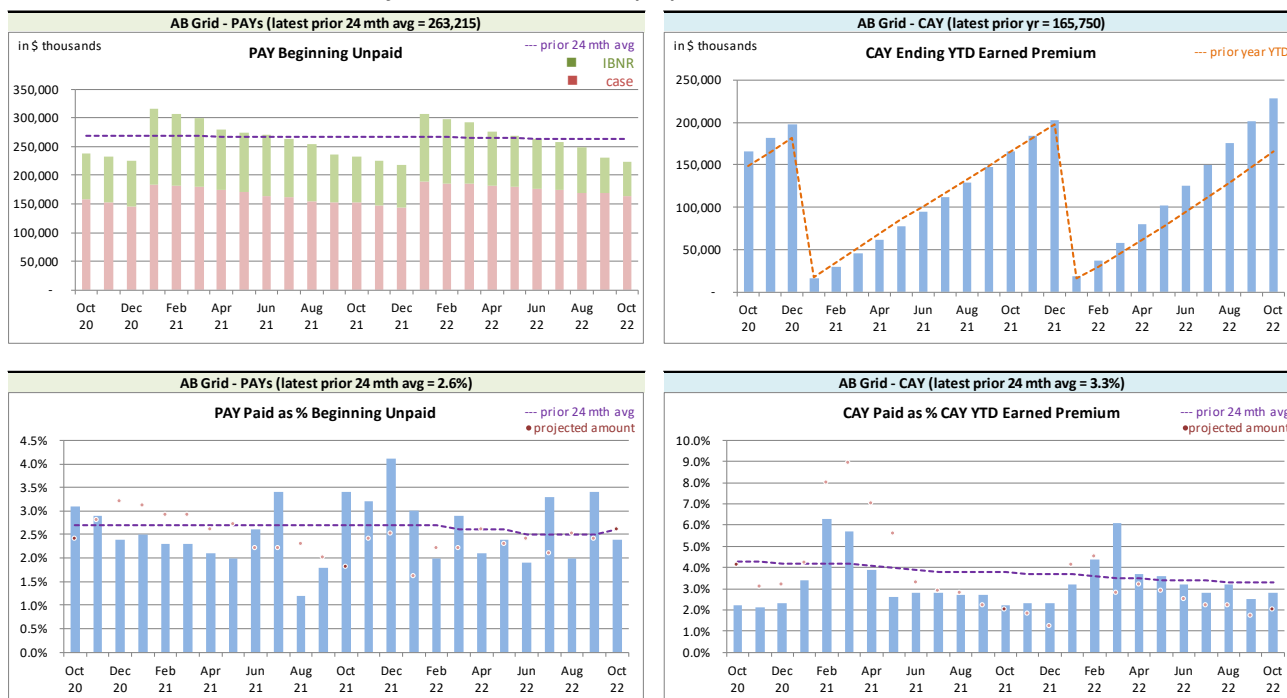 AB Grid - PAYs (latest prior 24 mth avg = 263,215)
in $ thousands
PAY Beginning Unpaid
--- prior 24 mth avg
IBNR
case
350,000
300,000
250,000
200,000
150,000
100,000
50,000
-
Oct 20 Dec 20 Feb 21 Apr 21 Jun 21 Aug 21 Oct 21 Dec 21 Feb 22 Apr 22 Jun 22 Aug 22 Oct 22
AB Grid - CAY (latest prior yr = 165,750)
in $ thousands
CAY Ending YTD Earned Premium
--- prior year YTD
250,000
200,000
150,000
100,000
50,000
-
Oct 20 Dec 20 Feb 21 Apr 21 Jun 21 Aug 21 Oct 21 Dec 21 Feb 22 Apr 22 Jun 22 Aug 22 Oct 22
AB Grid - PAYs (latest prior 24 mth avg = 2.6%)
PAY Paid as % Beginning Unpaid
--- prior 24 mth avg
•projected amount
4.5%
4.0%
3.5%
3.0%
2.5%
2.0%
1.5%
1.0%
0.5%
0.0%
Oct 20 Dec 20 Feb 21 Apr 21 Jun 21 Aug 21 Oct 21 Dec 21 Feb 22 Apr 22 Jun 22 Aug 22 Oct 22
AB Grid - CAY (latest prior 24 mth avg = 3.3%)
CAY Paid as % CAY YTD Earned Premium
--- prior 24 mth avg
•projected amount
10.0%
9.0%
8.0%
7.0%
6.0%
5.0%
4.0%
3.0%
2.0%
1.0%
0.0%
Oct 20 Dec 20 Feb 21 Apr 21 Jun 21 Aug 21 Oct 21 Dec 21 Feb 22 Apr 22 Jun 22 Aug 22 Oct 22